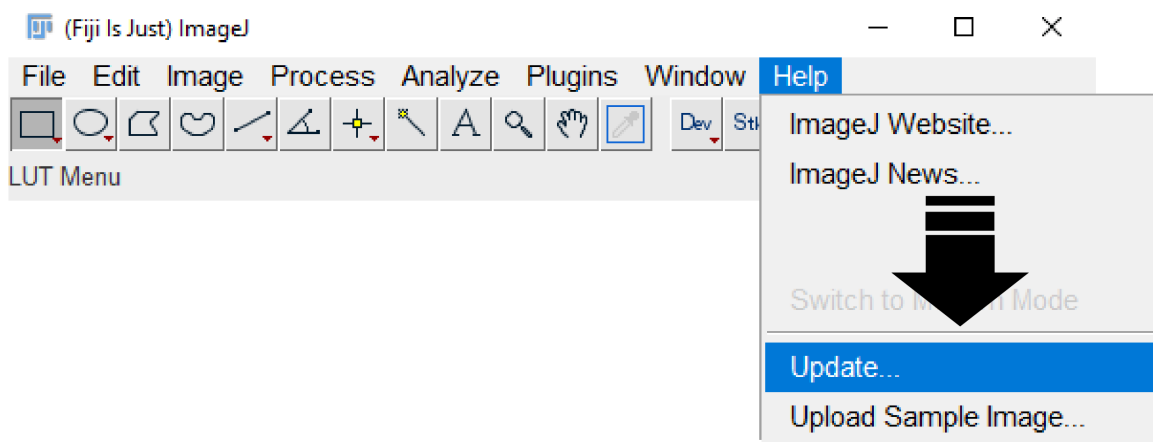 (Fiji Is Just) ImageJ
File Edit Image Process Analyze Plugins Window Help
A Dev
LUT Menu
ImageJ Website...
ImageJ News...
Switch to Mode
Update...
Upload Sample Image...